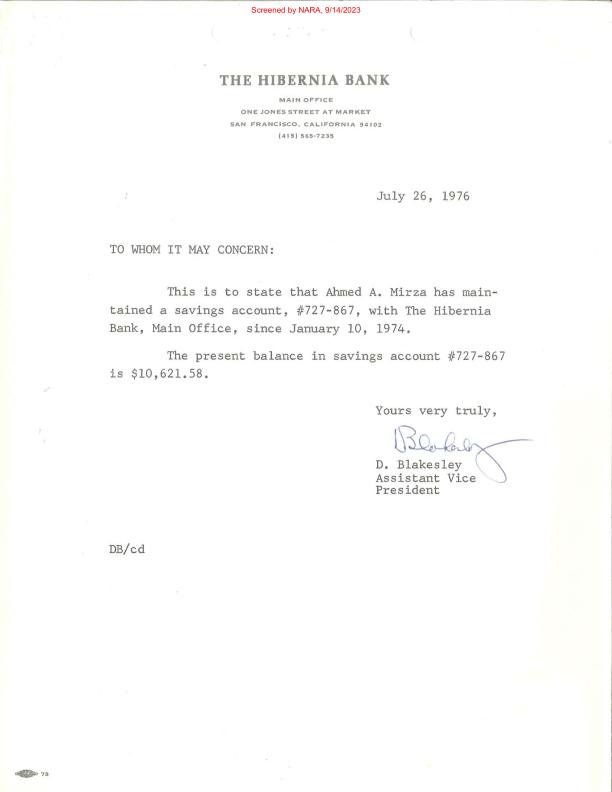 Screened by NARA, 9/14/2023
THE HIBERNIA BANK
MAIN OFFICE
ONE JONES STREET AT MARKET
SAN FRANCISCO, CALIFORNIA 94102
(415) 565-7235
July 26, 1976
TO WHOM IT MAY CONCERN:
This is to state that Ahmed A. Mirza has main-
tained a savings account, #727-867, with The Hibernia
Bank, Main Office, since January 10, 1974.
The present balance in savings account #727-867
is $10,621.58.
Yours very truly,
DBlakesley
D. Blakesley
Assistant Vice
President
DB/cd
73